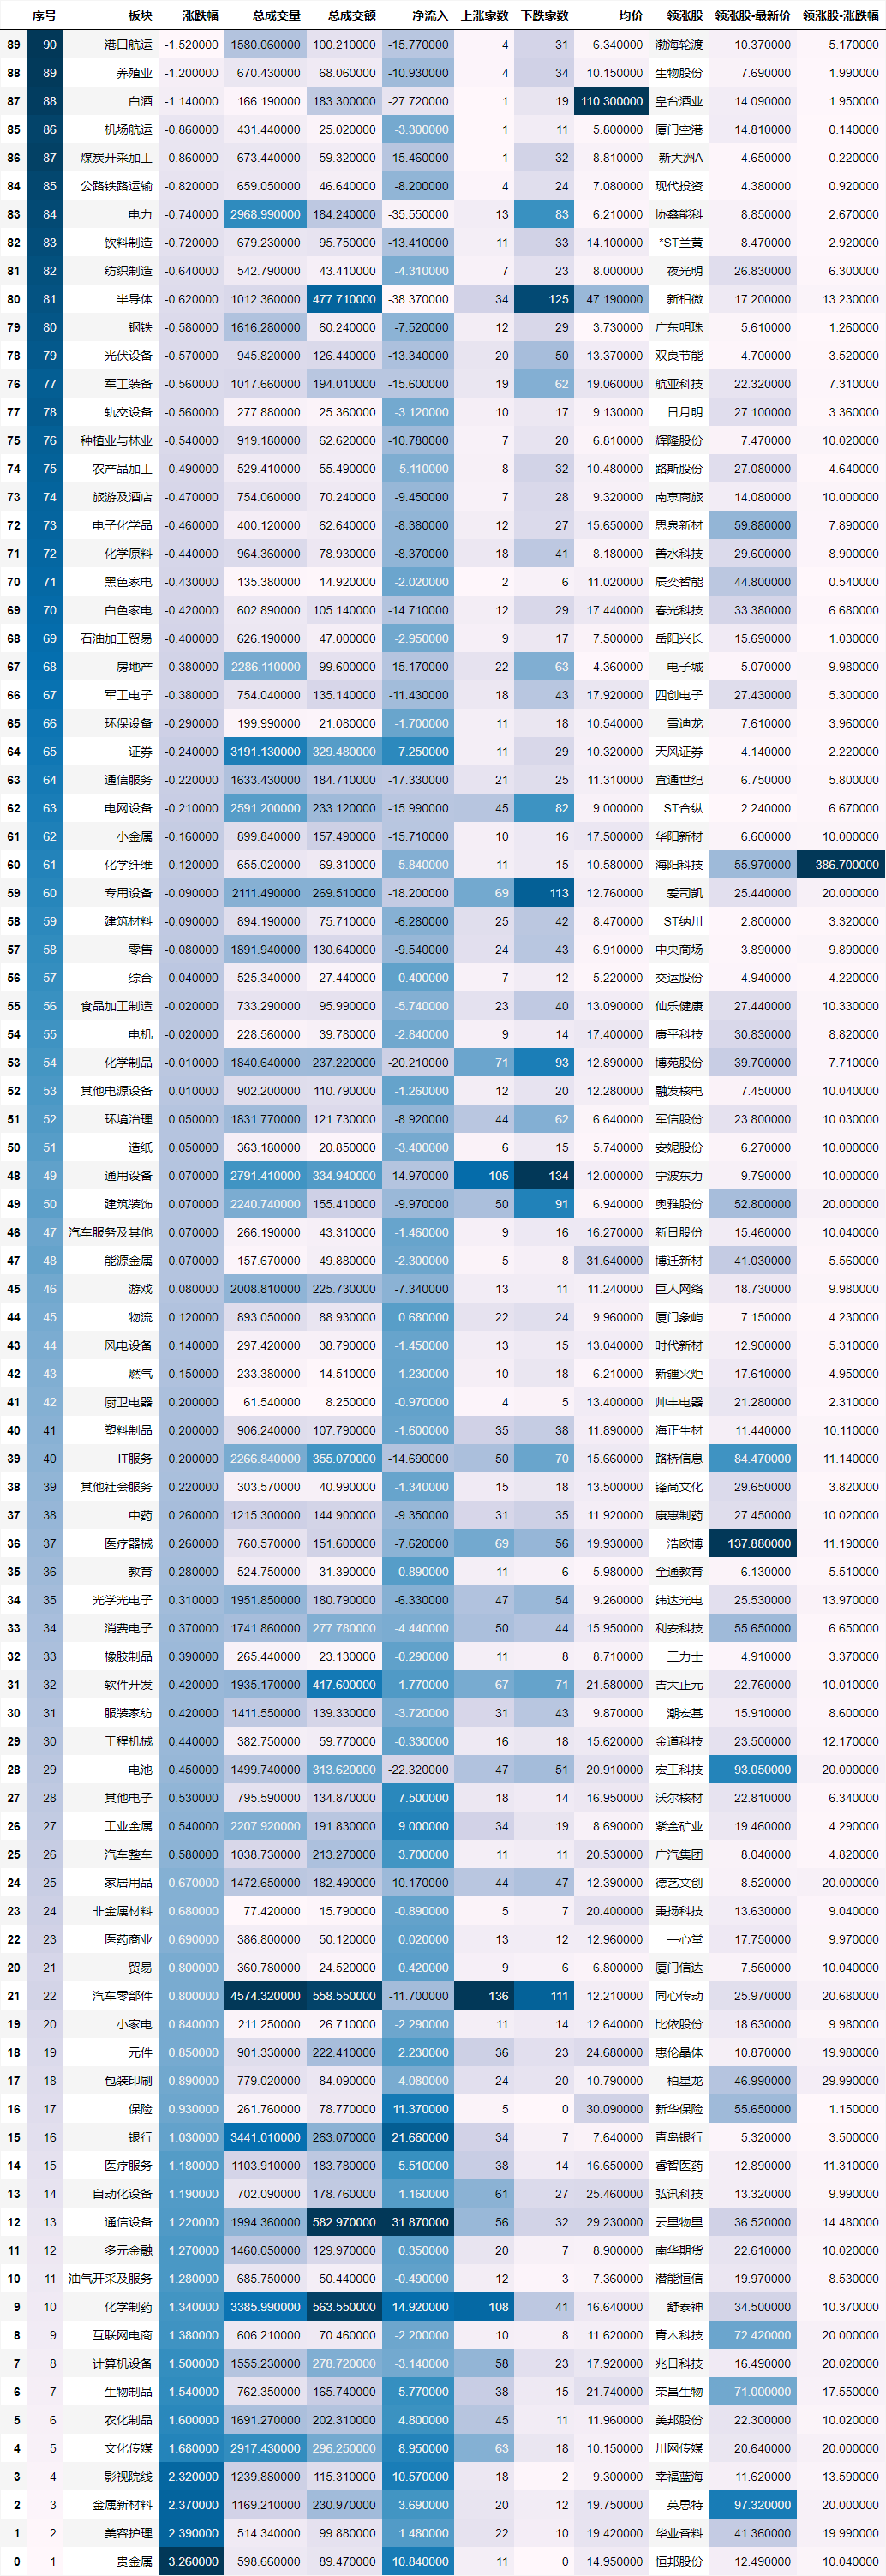 序号 板块 涨跌幅 总成交量 总成交额 净流入 上涨家数 下跌家数 均价 领涨股 领涨股-最新价 领涨股-涨跌幅
89 90 港口航运 -1.520000 1580.060000 100.210000 -15.770000 4 31 6.340000 渤海轮渡 10.370000 5.170000
88 89 养殖业 -1.200000 670.430000 68.060000 -10.930000 4 34 10.150000 生物股份 7.690000 1.990000
87 88 白酒 -1.140000 166.190000 183.300000 -27.720000 1 19 110.300000 皇台酒业 14.090000 1.950000
85 86 机场航运 -0.860000 431.440000 25.020000 -3.300000 1 11 5.800000 厦门空港 14.810000 0.140000
86 87 煤炭开采加工 -0.860000 673.440000 59.320000 -15.460000 1 32 8.810000 新大洲A 4.650000 0.220000
84 85 公路铁路运输 -0.820000 659.050000 46.640000 -8.200000 4 24 7.080000 现代投资 4.380000 0.920000
83 84 电力 -0.740000 2968.990000 184.240000 -35.550000 13 83 6.210000 协鑫能科 8.850000 2.670000
82 83 饮料制造 -0.720000 679.230000 95.750000 -13.410000 11 33 14.100000 *ST兰黄 8.470000 2.920000
81 82 纺织制造 -0.640000 542.790000 43.410000 -4.310000 7 23 8.000000 夜光明 26.830000 6.300000
80 81 半导体 -0.620000 1012.360000 477.710000 -38.370000 34 125 47.190000 新相微 17.200000 13.230000
79 80 钢铁 -0.580000 1616.280000 60.240000 -7.520000 12 29 3.730000 广东明珠 5.610000 1.260000
78 79 光伏设备 -0.570000 945.820000 126.440000 -13.340000 20 50 13.370000 双良节能 4.700000 3.520000
76 77 军工装备 -0.560000 1017.660000 194.010000 -15.600000 19 62 19.060000 航亚科技 22.320000 7.310000
77 78 轨交设备 -0.560000 277.880000 25.360000 -3.120000 10 17 9.130000 日月明 27.100000 3.360000
75 76 种植业与林业 -0.540000 919.180000 62.620000 -10.780000 7 20 6.810000 辉隆股份 7.470000 10.020000
74 75 农产品加工 -0.490000 529.410000 55.490000 -5.110000 8 32 10.480000 路斯股份 27.080000 4.640000
73 74 旅游及酒店 -0.470000 754.060000 70.240000 -9.450000 7 28 9.320000 南京商旅 14.080000 10.000000
72 73 电子化学品 -0.460000 400.120000 62.640000 -8.380000 12 27 15.650000 思泉新材 59.880000 7.890000
71 72 化学原料 -0.440000 964.360000 78.930000 -8.370000 18 41 8.180000 善水科技 29.600000 8.900000
70 71 黑色家电 -0.430000 135.380000 14.920000 -2.020000 2 6 11.020000 辰奕智能 44.800000 0.540000
69 70 白色家电 -0.420000 602.890000 105.140000 -14.710000 12 29 17.440000 春光科技 33.380000 6.680000
68 69 石油加工贸易 -0.400000 626.190000 47.000000 -2.950000 9 17 7.500000 岳阳兴长 15.690000 1.030000
67 68 房地产 -0.380000 2286.110000 99.600000 -15.170000 22 63 4.360000 电子城 5.070000 9.980000
66 67 军工电子 -0.380000 754.040000 135.140000 -11.430000 18 43 17.920000 四创电子 27.430000 5.300000
65 66 环保设备 -0.290000 199.990000 21.080000 -1.700000 11 18 10.540000 雪迪龙 7.610000 3.960000
64 65 证券 -0.240000 3191.130000 329.480000 7.250000 11 29 10.320000 天风证券 4.140000 2.220000
63 64 通信服务 -0.220000 1633.430000 184.710000 -17.330000 21 25 11.310000 宜通世纪 6.750000 5.800000
62 63 电网设备 -0.210000 2591.200000 233.120000 -15.990000 45 82 9.000000 ST合纵 2.240000 6.670000
61 62 小金属 -0.160000 899.840000 157.490000 -15.710000 10 16 17.500000 华阳新材 6.600000 10.000000
60 61 化学纤维 -0.120000 655.020000 69.310000 -5.840000 11 15 10.580000 海阳科技 55.970000 386.700000
59 60 专用设备 -0.090000 2111.490000 269.510000 -18.200000 69 113 12.760000 爱司凯 25.440000 20.000000
58 59 建筑材料 -0.090000 894.190000 75.710000 -6.280000 25 42 8.470000 ST纳川 2.800000 3.320000
57 58 零售 -0.080000 1891.940000 130.640000 -9.540000 24 43 6.910000 中央商场 3.890000 9.890000
56 57 综合 -0.040000 525.340000 27.440000 -0.400000 7 12 5.220000 交运股份 4.940000 4.220000
55 56 食品加工制造 -0.020000 733.290000 95.990000 -5.740000 23 40 13.090000 仙乐健康 27.440000 10.330000
54 55 电机 -0.020000 228.560000 39.780000 -2.840000 9 14 17.400000 康平科技 30.830000 8.820000
53 54 化学制品 -0.010000 1840.640000 237.220000 -20.210000 71 93 12.890000 博苑股份 39.700000 7.710000
52 53 其他电源设备 0.010000 902.200000 110.790000 -1.260000 12 20 12.280000 融发核电 7.450000 10.040000
51 52 环境治理 0.050000 1831.770000 121.730000 -8.920000 44 62 6.640000 军信股份 23.800000 10.030000
50 51 造纸 0.050000 363.180000 20.850000 -3.400000 6 15 5.740000 安妮股份 6.270000 10.000000
48 49 通用设备 0.070000 2791.410000 334.940000 -14.970000 105 134 12.000000 宁波东力 9.790000 10.000000
49 50 建筑装饰 0.070000 2240.740000 155.410000 -9.970000 50 91 6.940000 奥雅股份 52.800000 20.000000
46 47 汽车服务及其他 0.070000 266.190000 43.310000 -1.460000 9 16 16.270000 新日股份 15.460000 10.040000
47 48 能源金属 0.070000 157.670000 49.880000 -2.300000 5 8 31.640000 博迁新材 41.030000 5.560000
45 46 游戏 0.080000 2008.810000 225.730000 -7.340000 13 11 11.240000 巨人网络 18.730000 9.980000
44 45 物流 0.120000 893.050000 88.930000 0.680000 22 24 9.960000 厦门象屿 7.150000 4.230000
43 44 风电设备 0.140000 297.420000 38.790000 -1.450000 13 15 13.040000 时代新材 12.900000 5.310000
42 43 燃气 0.150000 233.380000 14.510000 -1.230000 10 18 6.210000 新疆火炬 17.610000 4.950000
41 42 厨卫电器 0.200000 61.540000 8.250000 -0.970000 4 5 13.400000 帅丰电器 21.280000 2.310000
40 41 塑料制品 0.200000 906.240000 107.790000 -1.600000 35 38 11.890000 海正生材 11.440000 10.110000
39 40 IT服务 0.200000 2266.840000 355.070000 -14.690000 50 70 15.660000 路桥信息 84.470000 11.140000
38 39 其他社会服务 0.220000 303.570000 40.990000 -1.340000 15 18 13.500000 锋尚文化 29.650000 3.820000
37 38 中药 0.260000 1215.300000 144.900000 -9.350000 31 35 11.920000 康惠制药 27.450000 10.020000
36 37 医疗器械 0.260000 760.570000 151.600000 -7.620000 69 56 19.930000 浩欧博 137.880000 11.190000
35 36 教育 0.280000 524.750000 31.390000 0.890000 11 6 5.980000 全通教育 6.130000 5.510000
34 35 光学光电子 0.310000 1951.850000 180.790000 -6.330000 47 54 9.260000 纬达光电 25.530000 13.970000
33 34 消费电子 0.370000 1741.860000 277.780000 -4.440000 50 44 15.950000 利安科技 55.650000 6.650000
32 33 橡胶制品 0.390000 265.440000 23.130000 -0.290000 11 8 8.710000 三力士 4.910000 3.370000
31 32 软件开发 0.420000 1935.170000 417.600000 1.770000 67 71 21.580000 吉大正元 22.760000 10.010000
30 31 服装家纺 0.420000 1411.550000 139.330000 -3.720000 31 43 9.870000 潮宏基 15.910000 8.600000
29 30 工程机械 0.440000 382.750000 59.770000 -0.330000 16 18 15.620000 金道科技 23.500000 12.170000
28 29 电池 0.450000 1499.740000 313.620000 -22.320000 47 51 20.910000 宏工科技 93.050000 20.000000
27 28 其他电子 0.530000 795.590000 134.870000 7.500000 18 14 16.950000 沃尔核材 22.810000 6.340000
26 27 工业金属 0.540000 2207.920000 191.830000 9.000000 34 19 8.690000 紫金矿业 19.460000 4.290000
25 26 汽车整车 0.580000 1038.730000 213.270000 3.700000 11 11 20.530000 广汽集团 8.040000 4.820000
24 25 家居用品 0.670000 1472.650000 182.490000 -10.170000 44 47 12.390000 德艺文创 8.520000 20.000000
23 24 非金属材料 0.680000 77.420000 15.790000 -0.890000 5 7 20.400000 秉扬科技 13.630000 9.040000
22 23 医药商业 0.690000 386.800000 50.120000 0.020000 13 12 12.960000 一心堂 17.750000 9.970000
20 21 贸易 0.800000 360.780000 24.520000 0.420000 9 6 6.800000 厦门信达 7.560000 10.040000
21 22 汽车零部件 0.800000 4574.320000 558.550000 -11.700000 136 111 12.210000 同心传动 25.970000 20.680000
19 20 小家电 0.840000 211.250000 26.710000 -2.290000 11 14 12.640000 比依股份 18.630000 9.980000
18 19 元件 0.850000 901.330000 222.410000 2.230000 36 23 24.680000 惠伦晶体 10.870000 19.980000
17 18 包装印刷 0.890000 779.020000 84.090000 -4.080000 24 20 10.790000 柏星龙 46.990000 29.990000
16 17 保险 0.930000 261.760000 78.770000 11.370000 5 0 30.090000 新华保险 55.650000 1.150000
15 16 银行 1.030000 3441.010000 263.070000 21.660000 34 7 7.640000 青岛银行 5.320000 3.500000
14 15 医疗服务 1.180000 1103.910000 183.780000 5.510000 38 14 16.650000 睿智医药 12.890000 11.310000
13 14 自动化设备 1.190000 702.090000 178.760000 1.160000 61 27 25.460000 弘讯科技 13.320000 9.990000
12 13 通信设备 1.220000 1994.360000 582.970000 31.870000 56 32 29.230000 云里物里 36.520000 14.480000
11 12 多元金融 1.270000 1460.050000 129.970000 0.350000 20 7 8.900000 南华期货 22.610000 10.020000
10 11 油气开采及服务 1.280000 685.750000 50.440000 -0.490000 12 3 7.360000 潜能恒信 19.970000 8.530000
9 10 化学制药 1.340000 3385.990000 563.550000 14.920000 108 41 16.640000 舒泰神 34.500000 10.370000
8 9 互联网电商 1.380000 606.210000 70.460000 -2.200000 10 8 11.620000 青木科技 72.420000 20.000000
7 8 计算机设备 1.500000 1555.230000 278.720000 -3.140000 58 23 17.920000 兆日科技 16.490000 20.020000
6 7 生物制品 1.540000 762.350000 165.740000 5.770000 38 15 21.740000 荣昌生物 71.000000 17.550000
5 6 农化制品 1.600000 1691.270000 202.310000 4.800000 45 11 11.960000 美邦股份 22.300000 10.020000
4 5 文化传媒 1.680000 2917.430000 296.250000 8.950000 63 18 10.150000 川网传媒 20.640000 20.000000
3 4 影视院线 2.320000 1239.880000 115.310000 10.570000 18 2 9.300000 幸福蓝海 11.620000 13.590000
2 3 金属新材料 2.370000 1169.210000 230.970000 3.690000 20 12 19.750000 英思特 97.320000 20.000000
1 2 美容护理 2.390000 514.340000 99.880000 1.480000 22 10 19.420000 华业香料 41.360000 19.990000
0 1 贵金属 3.260000 598.660000 89.470000 10.840000 11 0 14.950000 恒邦股份 12.490000 10.040000